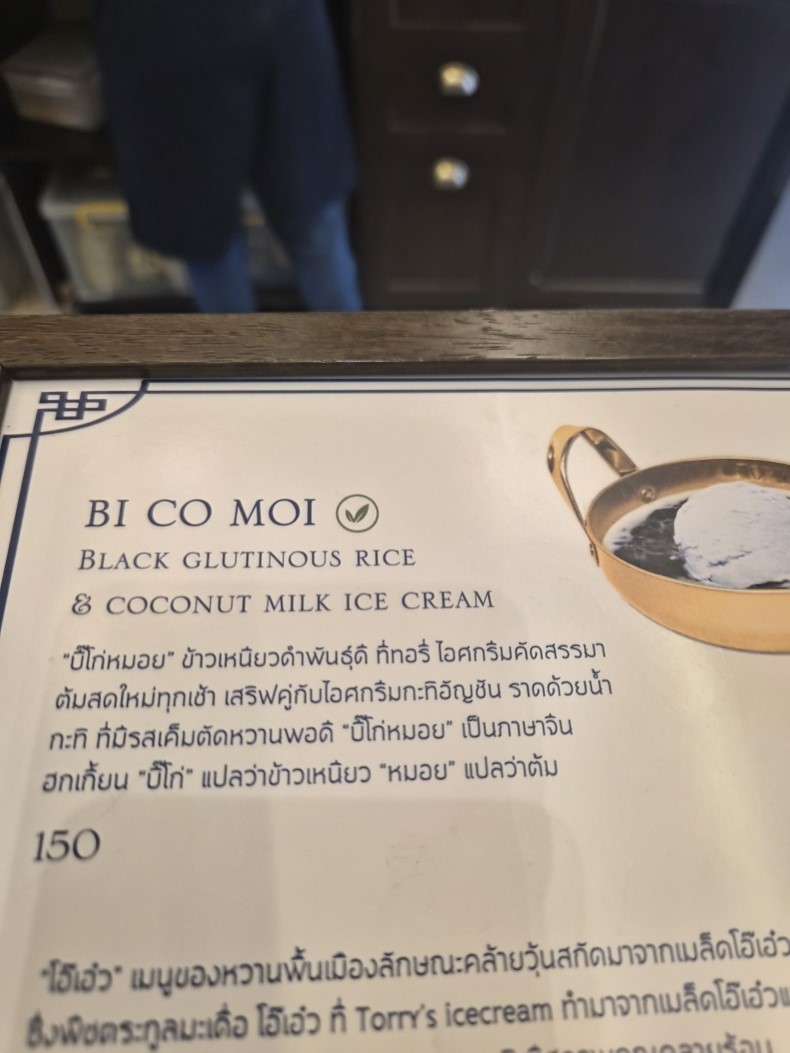 BI CO MOI
BLACK GLUTINOUS RICE
& COCONUT MILK ICE CREAM
“บี๊โก่หมอย” ข้าวเหนียวดำพันธุ์ดี ที่ทอรี่ ไอศกรีมคัดสรรมา
ต้มสดใหม่ทุกเช้า เสริฟคู่กับไอศกรีมกะทิอัญชัน ราดด้วยน้ำ
กะทิ ที่มีรสเค็มตัดหวานพอดี “บี๊โก่หมอย” เป็นภาษาจีน
ฮกเกี้ยน “บี๊โก่” แปลว่าข้าวเหนียว “หมอย” แปลว่าต้ม
150
“โอ๊เอ๋ว” เมนูของหวานพื้นเมืองลักษณะคล้ายวุ้นสกัดมาจากเมล็ดโอ๊เอ๋ว
ซึ่งพืชตระกูลมะเดื่อ โอ๊เอ๋ว ที่ Torry's icecream ทำมาจากเมล็ดโอ๊เอ๋ว